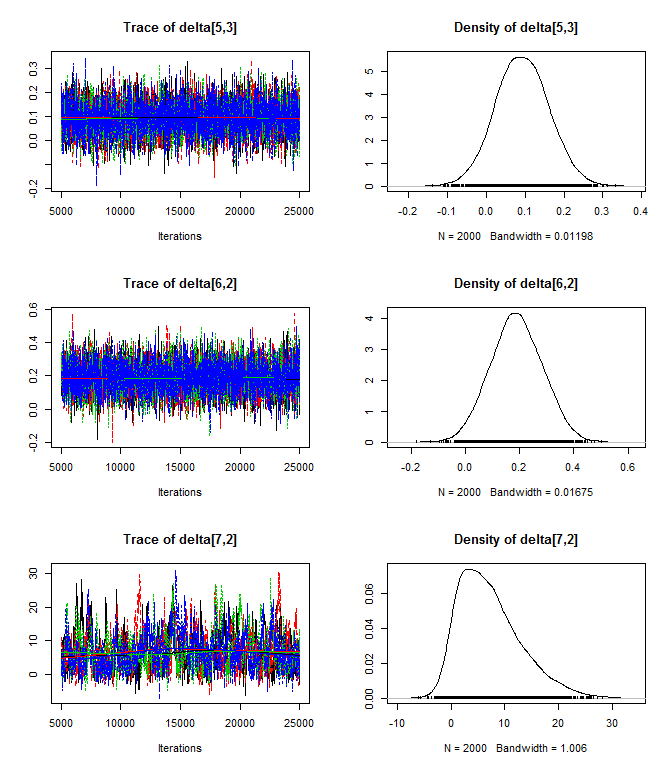 Trace of delta[5,3]
Density of delta[5,3]
0.3
0.2
0.1
0.0
-0.2
5000 10000 15000 20000 25000
Iterations
5
4
3
2
1
0
-0.2 -0.1 0.0 0.1 0.2 0.3 0.4
N = 2000 Bandwidth = 0.01198
Trace of delta[6,2]
Density of delta[6,2]
0.6
0.4
0.2
0.0
-0.2
5000 10000 15000 20000 25000
Iterations
4
3
2
1
0
-0.2 0.0 0.2 0.4 0.6
N = 2000 Bandwidth = 0.01675
Trace of delta[7,2]
Density of delta[7,2]
30
20
10
0
5000 10000 15000 20000 25000
Iterations
0.06
0.04
0.02
0.00
-10 0 10 20 30
N = 2000 Bandwidth = 1.006